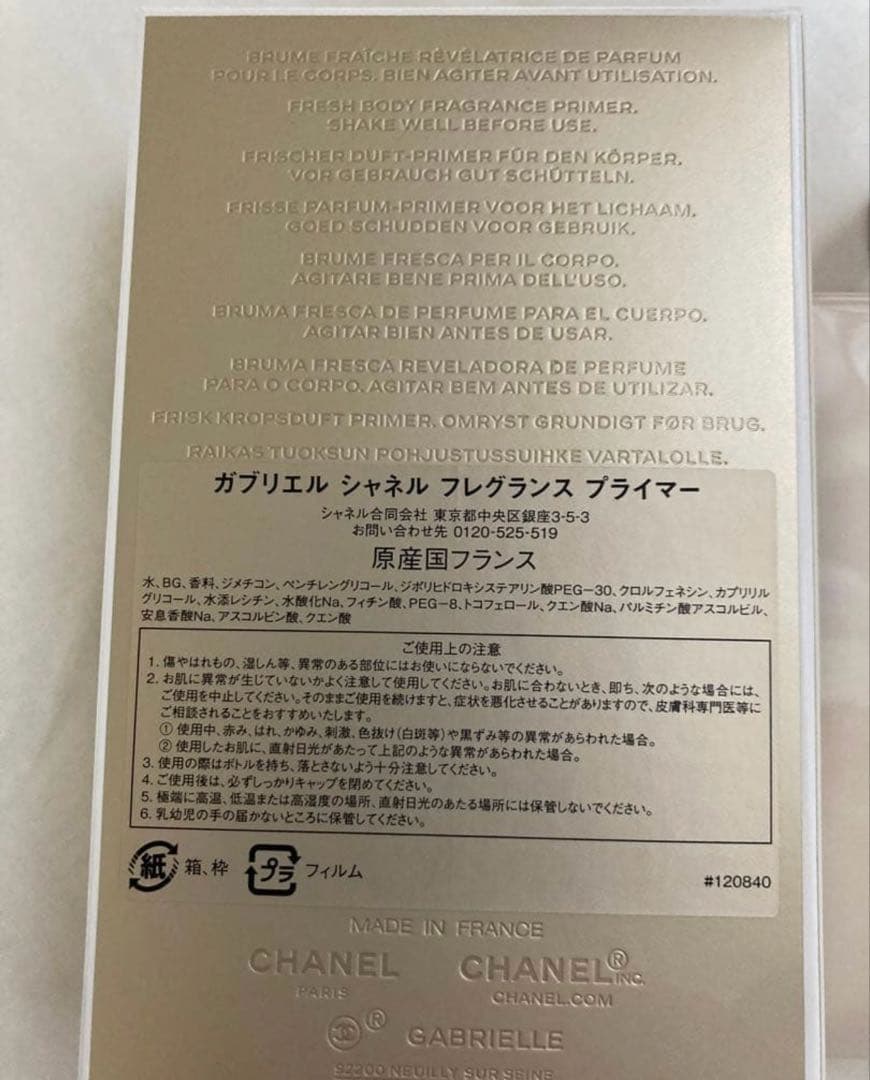 BRUME FRAÎCHE RÉVÉLATRICE DE PARFUM
POUR LE CORPS. BIEN AGITER AVANT UTILISATION.
FRESH BODY FRAGRANCE PRIMER.
SHAKE WELL BEFORE USE.
FRISCHER DUFT-PRIMER FÜR DEN KÖRPER.
VOR GEBRAUCH GUT SCHÜTTELN.
FRISSE PARFUM-PRIMER VOOR HET LICHAAM.
GOED SCHUDDEN VOOR GEBRUIK.
BRUME FRESCA PER IL CORPO.
AGITARE BENE PRIMA DELL'USO.
BRUMA FRESCA DE PERFUME PARA EL CUERPO.
AGITAR BIEN ANTES DE USAR.
BRUMA FRESCA REVELADORA DE PERFUME
PARA O CORPO. AGITAR BEM ANTES DE UTILIZAR.
FRISK KROPSDUFT PRIMER. OMRYST GRUNDIGT FØR BRUG.
RAIKAS TUOKSUN POHJUSTUSSUIHKE VARTALOLLE.
ガブリエル シャネル フレグランス プライマー
シャネル合同会社 東京都中央区銀座3-5-3
お問い合わせ先 0120-525-519
原産国フランス
水、BG、香料、ジメチコン、ペンチレングリコール、ジポリヒドロキシステアリン酸PEG-30、クロルフェネシン、カプリリル
グリコール、水添レシチン、水酸化Na、フィチン酸、PEG-8、トコフェロール、クエン酸Na、パルミチン酸アスコルビル、
安息香酸Na、アスコルビン酸、クエン酸
ご使用上の注意
1. 傷やはれもの、湿しん等、異常のある部位にはお使いにならないでください。
2. お肌に異常が生じていないかよく注意して使用してください。お肌に合わないとき、即ち、次のような場合には、
ご使用を中止してください。そのままご使用を続けますと、症状を悪化させることがありますので、皮膚科専門医等に
ご相談されることをおすすめいたします。
① 使用中、赤み、はれ、かゆみ、刺激、色抜け(白斑等)や黒ずみ等の異常があらわれた場合。
② 使用したお肌に、直射日光があたって上記のような異常があらわれた場合。
3. 使用の際はボトルを持ち、落とさないよう十分注意してください。
4. ご使用後は、必ずしっかりキャップを閉めてください。
5. 極端に高温、低温または高湿度の場所、直射日光のあたる場所には保管しないでください。
6. 乳幼児の手の届かないところに保管してください。
紙 箱、枠 プラ フィルム
#120840
MADE IN FRANCE
CHANEL CHANEL® INC.
PARIS CHANEL.COM
® GABRIELLE
92200 NEUILLY SUR SEINE